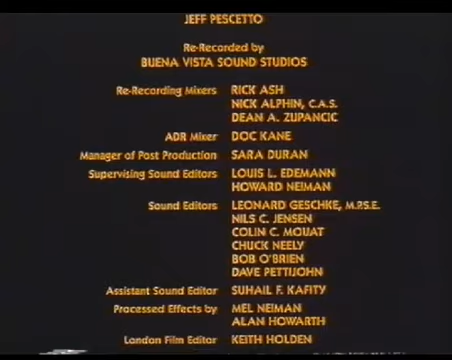 JEFF PESCETTO
Re-Recorded by
BUENA VISTA SOUND STUDIOS
Re-Recording Mixers RICK ASH
NICK ALPHIN, C.A.S.
DEAN A. ZUPANCIC
ADR Mixer DOC KANE
Manager of Post Production SARA DURAN
Supervising Sound Editors LOUIS L. EDEMANN
HOWARD NEIMAN
Sound Editors LEONARD GESCHKE, M.P.S.E.
NILS C. JENSEN
COLIN C. MOUAT
CHUCK NEELY
BOB O'BRIEN
DAVE PETTIJOHN
Assistant Sound Editor SUHAIL F. KAFITY
Processed Effects by MEL NEIMAN
ALAN HOWARTH
London Film Editor KEITH HOLDEN